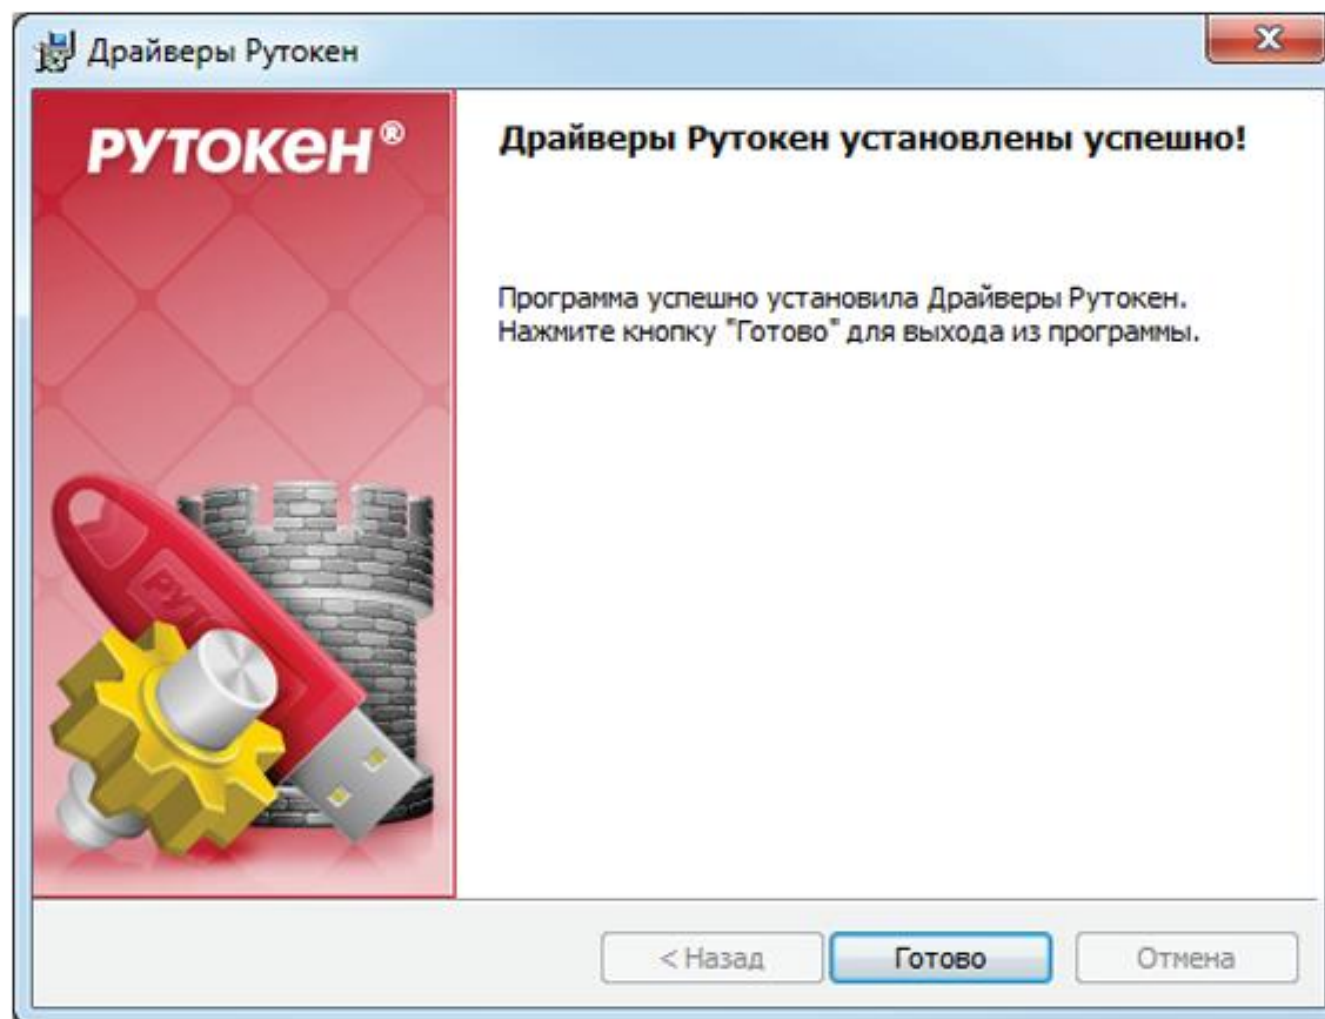 Драйверы Рутокен
РУТОКЕН®
Драйверы Рутокен установлены успешно!
Программа успешно установила Драйверы Рутокен.
Нажмите кнопку "Готово" для выхода из программы.
< Назад
Готово
Отмена